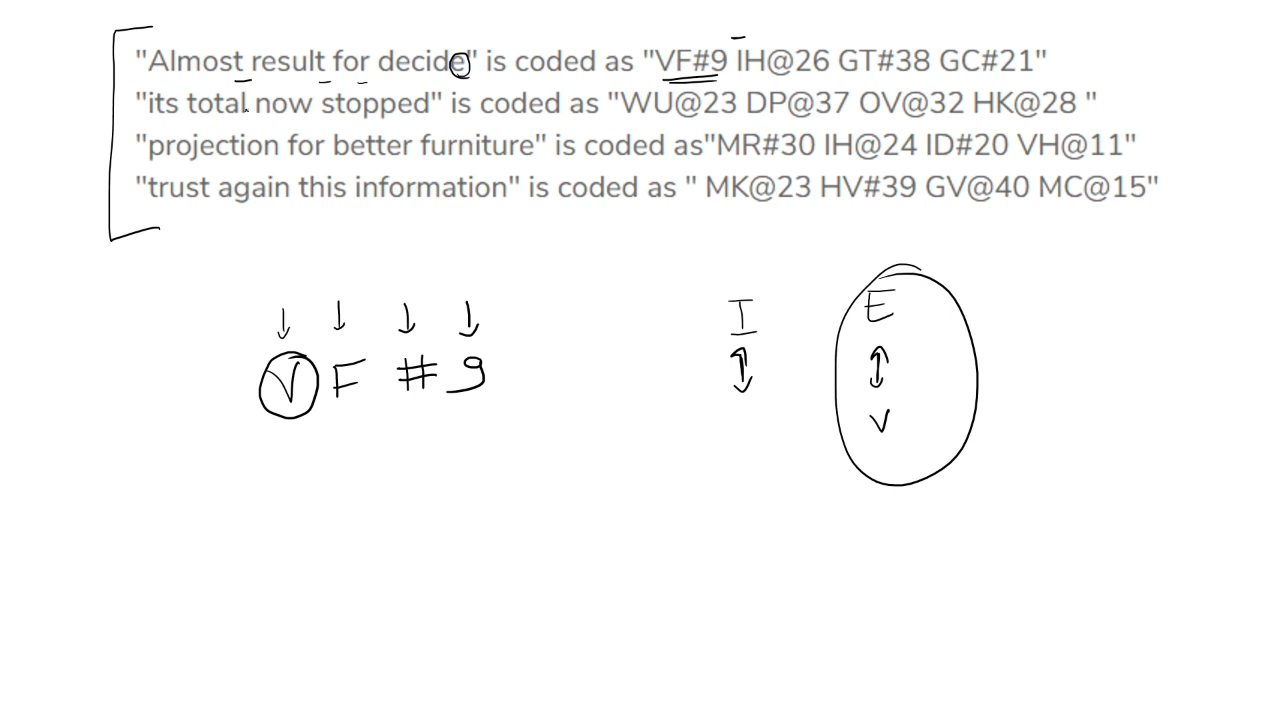 "Almost result for decide" is coded as "VF#9 IH@26 GT#38 GC#21"
"its total now stopped" is coded as "WU@23 DP@37 OV@32 HK@28 "
"projection for better furniture" is coded as"MR#30 IH@24 ID#20 VH@11"
"trust again this information" is coded as " MK@23 HV#39 GV@40 MC@15"
I E
V F # 9
V